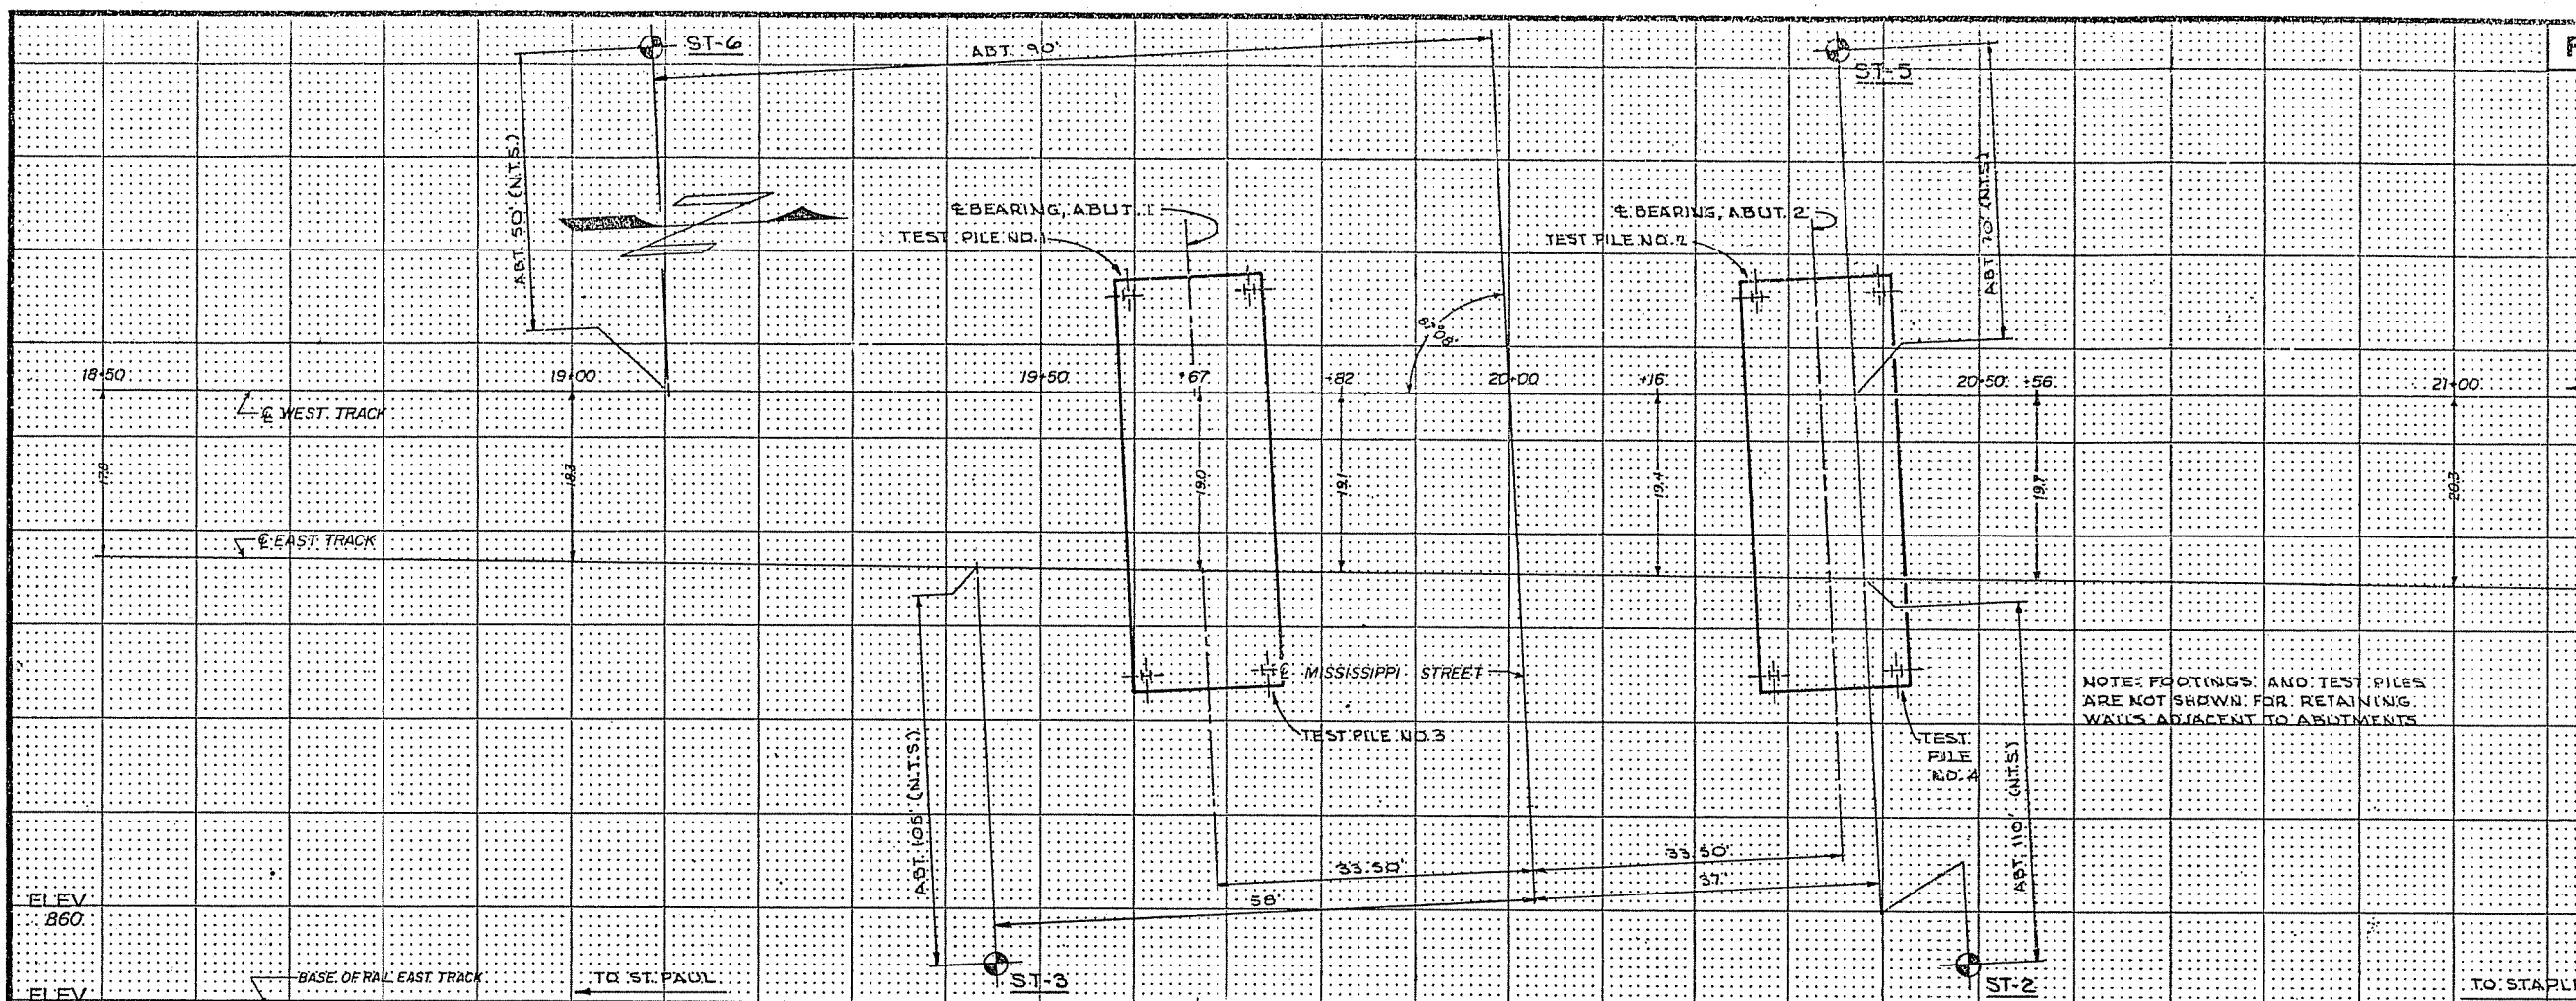 ST-6
ABT. 90'
ST-5
ABT. 50' (N.T.S.)
ABT 70' (N.T.S.)
℄ BEARING, ABUT. 1
TEST PILE NO. 1
℄ BEARING, ABUT. 2
TEST PILE NO. 2
18+50
19+00
19+50
+67
+82
20+00
+16
20+50
+56
21+00
℄ WEST TRACK
17.8
18.3
19.0
19.1
19.4
19.7
20.3
℄ EAST TRACK
℄ MISSISSIPPI STREET
NOTE: FOOTINGS AND TEST PILES
ARE NOT SHOWN FOR RETAINING
WALLS ADJACENT TO ABUTMENTS
TEST PILE NO. 3
TEST
PILE
NO. 4
ABT. 105' (N.T.S.)
ABT. 110' (N.T.S.)
33.50'
33.50'
37'
58'
ELEV
860
BASE OF RAIL EAST TRACK
TO ST. PAUL
ST-3
ST-2
TO STAPL
ELEV